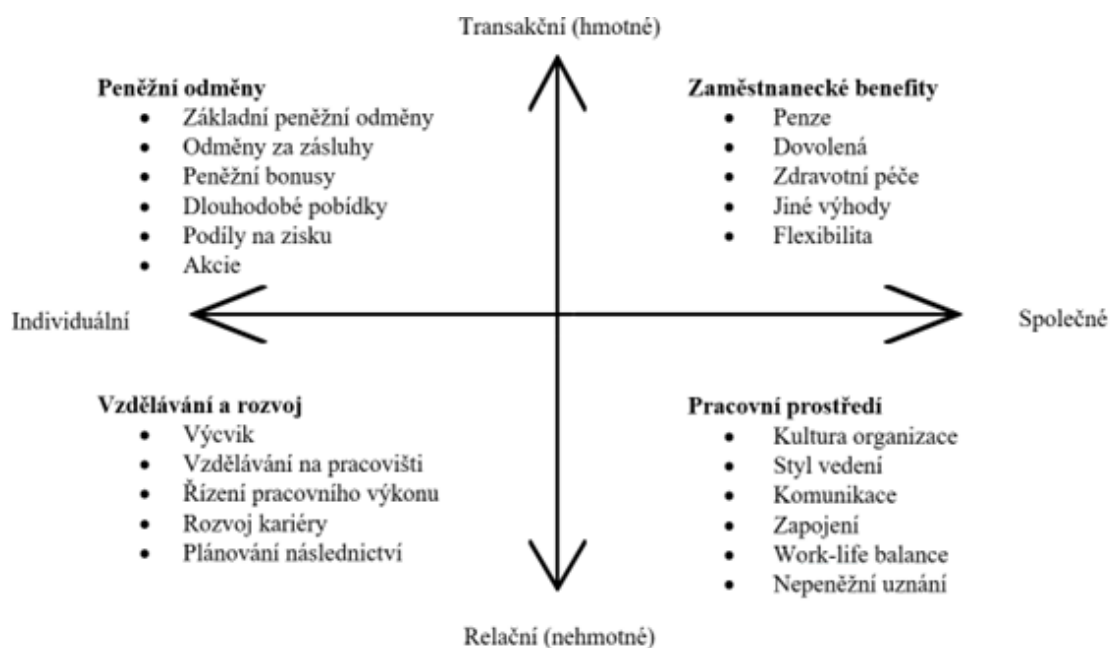 Transakční (hmotné)
Peněžní odměny
• Základní peněžní odměny
• Odměny za zásluhy
• Peněžní bonusy
• Dlouhodobé pobídky
• Podíly na zisku
• Akcie
Zaměstnanecké benefity
• Penze
• Dovolená
• Zdravotní péče
• Jiné výhody
• Flexibilita
Individuální
Společné
Vzdělávání a rozvoj
• Výcvik
• Vzdělávání na pracovišti
• Řízení pracovního výkonu
• Rozvoj kariéry
• Plánování následnictví
Pracovní prostředí
• Kultura organizace
• Styl vedení
• Komunikace
• Zapojení
• Work-life balance
• Nepeněžní uznání
Relační (nehmotné)